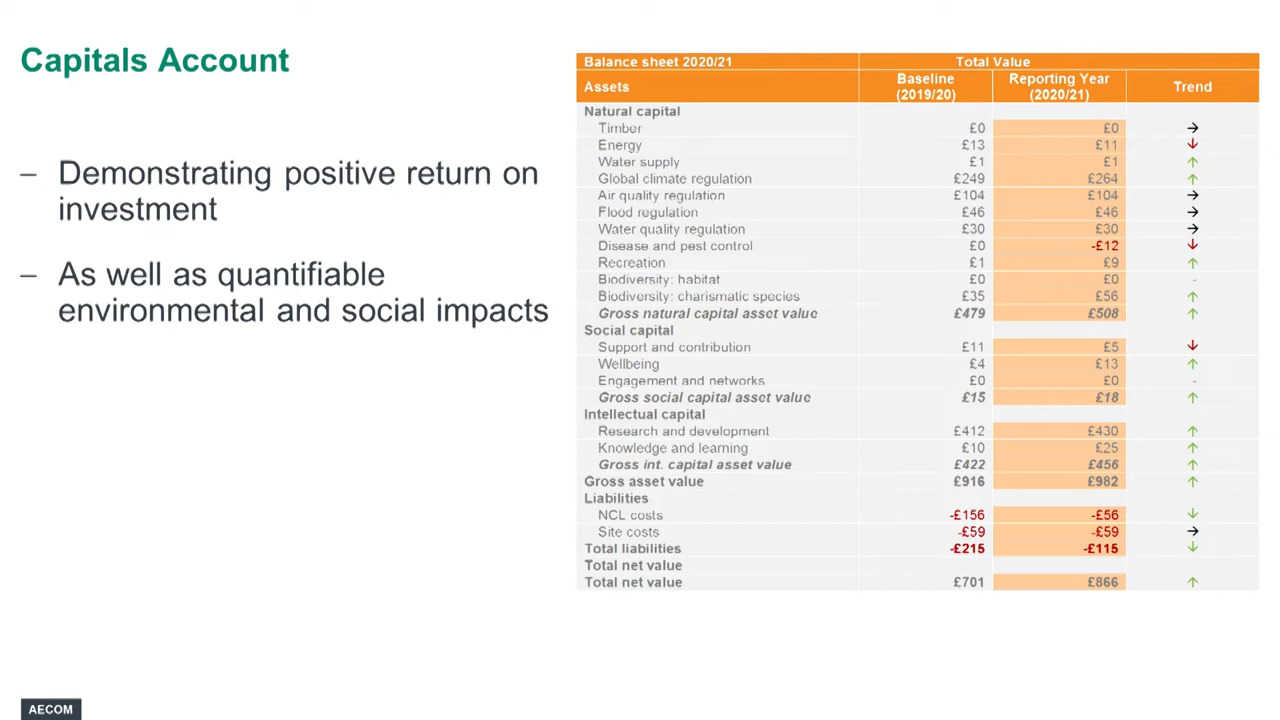 Capitals Account
– Demonstrating positive return on
investment
– As well as quantifiable
environmental and social impacts
Balance sheet 2020/21 Total Value
Assets Baseline (2019/20) Reporting Year (2020/21) Trend
Natural capital
Timber £0 £0 →
Energy £13 £11 ↓
Water supply £1 £1 ↑
Global climate regulation £249 £264 ↑
Air quality regulation £104 £104 →
Flood regulation £46 £46 →
Water quality regulation £30 £30 →
Disease and pest control £0 -£12 ↓
Recreation £1 £9 ↑
Biodiversity: habitat £0 £0 -
Biodiversity: charismatic species £35 £56 ↑
Gross natural capital asset value £479 £508 ↑
Social capital
Support and contribution £11 £5 ↓
Wellbeing £4 £13 ↑
Engagement and networks £0 £0 -
Gross social capital asset value £15 £18 ↑
Intellectual capital
Research and development £412 £430 ↑
Knowledge and learning £10 £25 ↑
Gross int. capital asset value £422 £456 ↑
Gross asset value £916 £982 ↑
Liabilities
NCL costs -£156 -£56 ↓
Site costs -£59 -£59 →
Total liabilities -£215 -£115 ↓
Total net value
Total net value £701 £866 ↑
AECOM